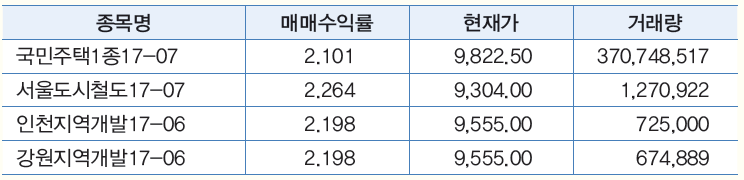 종목명 매매수익률 현재가 거래량
국민주택1종17-07 2.101 9,822.50 370,748,517
서울도시철도17-07 2.264 9,304.00 1,270,922
인천지역개발17-06 2.198 9,555.00 725,000
강원지역개발17-06 2.198 9,555.00 674,889